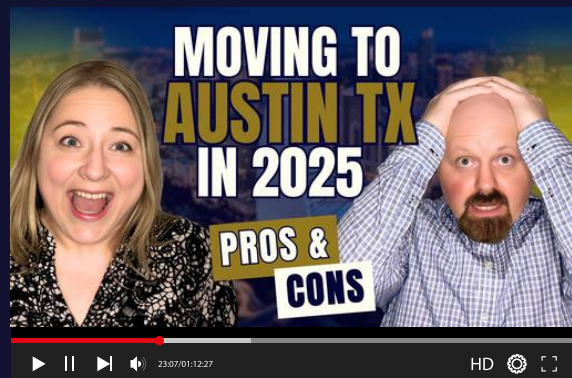 MOVING TO
AUSTIN TX
IN 2025
PROS &
CONS
23:07/01:12:27
HD